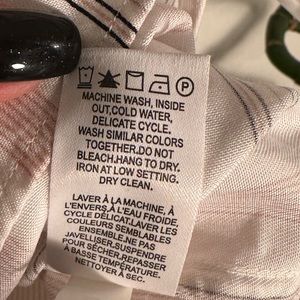 P
MACHINE WASH, INSIDE
OUT,COLD WATER,
DELICATE CYCLE.
WASH SIMILAR COLORS
TOGETHER.DO NOT
BLEACH.HANG TO DRY.
IRON AT LOW SETTING.
DRY CLEAN.
LAVER À LA MACHINE, À
L'ENVERS,À L'EAU FROIDE
CYCLE DÉLICAT.LAVER LES
COULEURS SEMBLABLES
ENSEMBLE.NE PAS
JAVELLISER.SUSPENDRE
POUR SÉCHER,REPASSER
À BASSE TEMPÉRATURE.
NETTOYER À SEC.